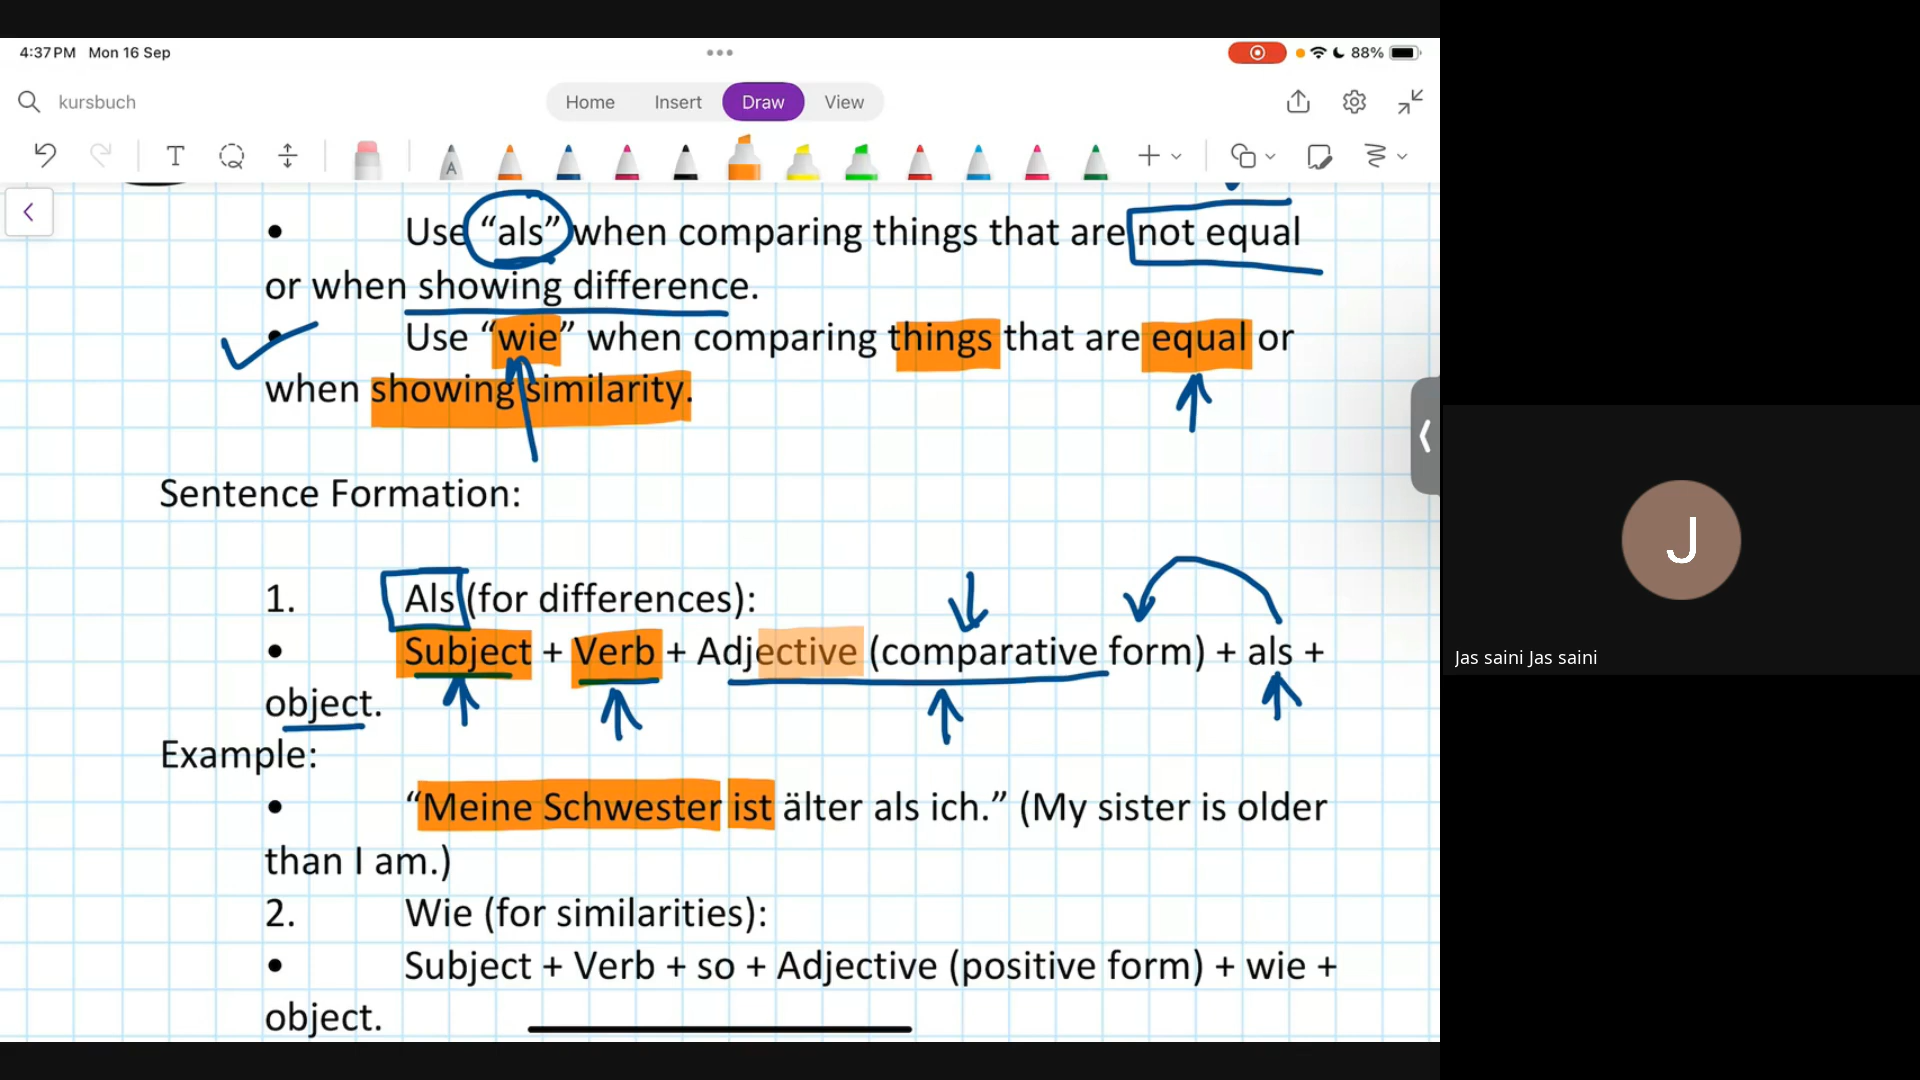 4:37 PM Mon 16 Sep
88%
kursbuch
Home Insert Draw View
A
• Use “als” when comparing things that are not equal
or when showing difference.
• Use “wie” when comparing things that are equal or
when showing similarity.
Sentence Formation:
1. Als (for differences):
• Subject + Verb + Adjective (comparative form) + als +
object.
Example:
• “Meine Schwester ist älter als ich.” (My sister is older
than I am.)
2. Wie (for similarities):
• Subject + Verb + so + Adjective (positive form) + wie +
object.
J
Jas saini Jas saini